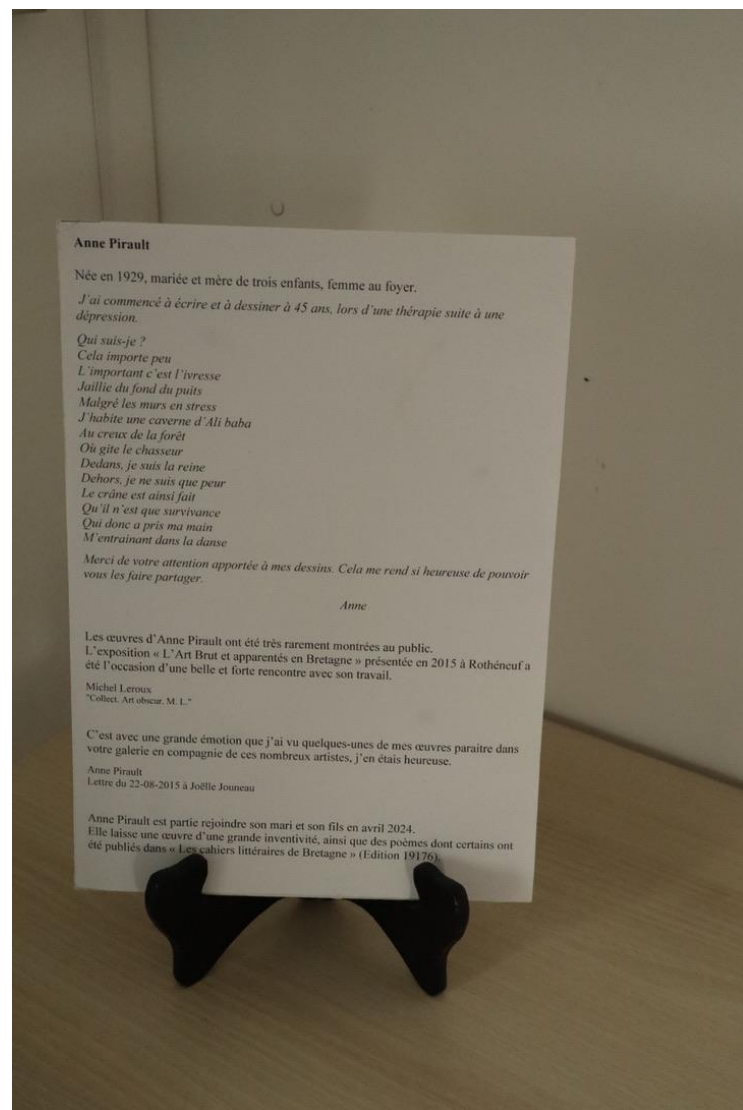 Anne Pirault
Née en 1929, mariée et mère de trois enfants, femme au foyer.
J'ai commencé à écrire et à dessiner à 45 ans, lors d'une thérapie suite à une
dépression.
Qui suis-je ?
Cela importe peu
L'important c'est l'ivresse
Jaillie du fond du puits
Malgré les murs en stress
J'habite une caverne d'Ali baba
Au creux de la forêt
Où gite le chasseur
Dedans, je suis la reine
Dehors, je ne suis que peur
Le crâne est ainsi fait
Qu'il n'est que survivance
Qui donc a pris ma main
M'entrainant dans la danse
Merci de votre attention apportée à mes dessins. Cela me rend si heureuse de pouvoir
vous les faire partager.
Anne
Les œuvres d'Anne Pirault ont été très rarement montrées au public.
L'exposition « L'Art Brut et apparentés en Bretagne » présentée en 2015 à Rothéneuf a
été l'occasion d'une belle et forte rencontre avec son travail.
Michel Leroux
"Collect. Art obscur. M. L."
C'est avec une grande émotion que j'ai vu quelques-unes de mes œuvres paraitre dans
votre galerie en compagnie de ces nombreux artistes, j'en étais heureuse.
Anne Pirault
Lettre du 22-08-2015 à Joëlle Jouneau
Anne Pirault est partie rejoindre son mari et son fils en avril 2024.
Elle laisse une œuvre d'une grande inventivité, ainsi que des poèmes dont certains ont
été publiés dans « Les cahiers littéraires de Bretagne » (Edition 19176).